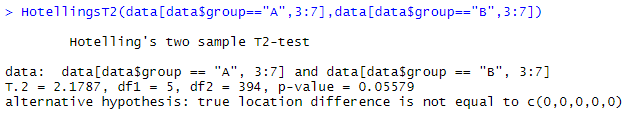 > HotellingsT2(data[data$group=="A",3:7],data[data$group=="B",3:7])
Hotelling's two sample T2-test
data:  data[data$group == "A", 3:7] and data[data$group == "B", 3:7]
T.2 = 2.1787, df1 = 5, df2 = 394, p-value = 0.05579
alternative hypothesis: true location difference is not equal to c(0,0,0,0,0)